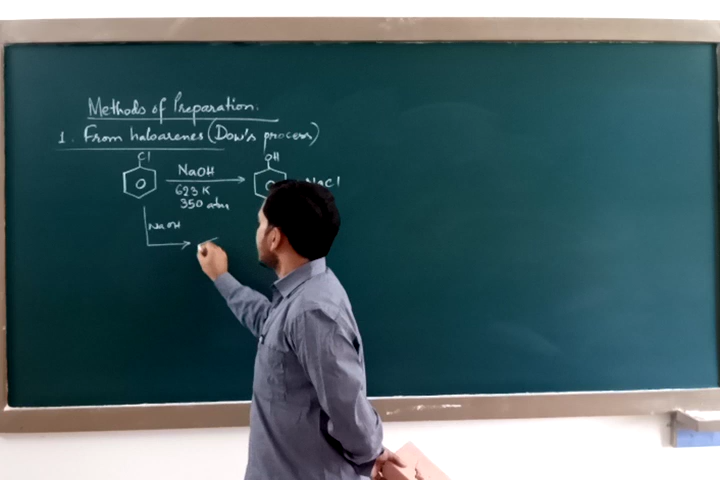 Methods of Preparation.
1. From haloarenes (Dow's process)
Cl
OH
NaOH
623 K
350 atm
NaCl
NaOH